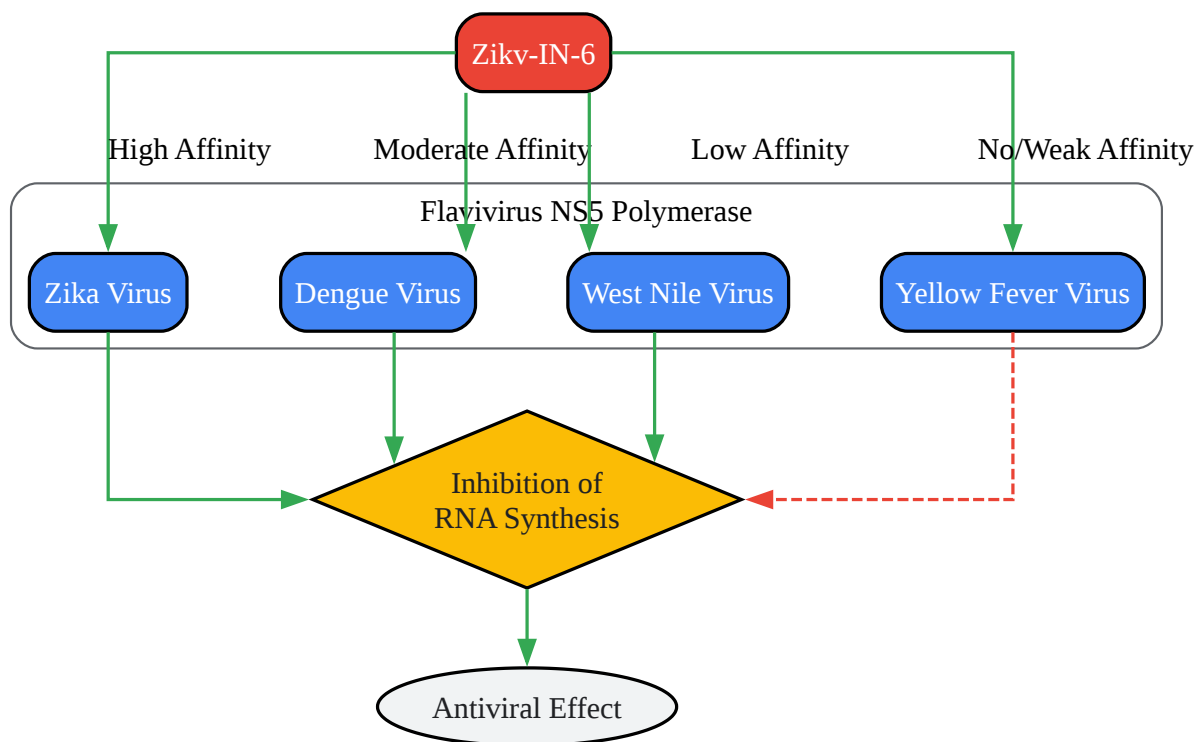 Zikv-IN-6
High Affinity
Moderate Affinity
Low Affinity
No/Weak Affinity
Flavivirus NS5 Polymerase
Zika Virus
Dengue Virus
West Nile Virus
Yellow Fever Virus
Inhibition of
RNA Synthesis
Antiviral Effect